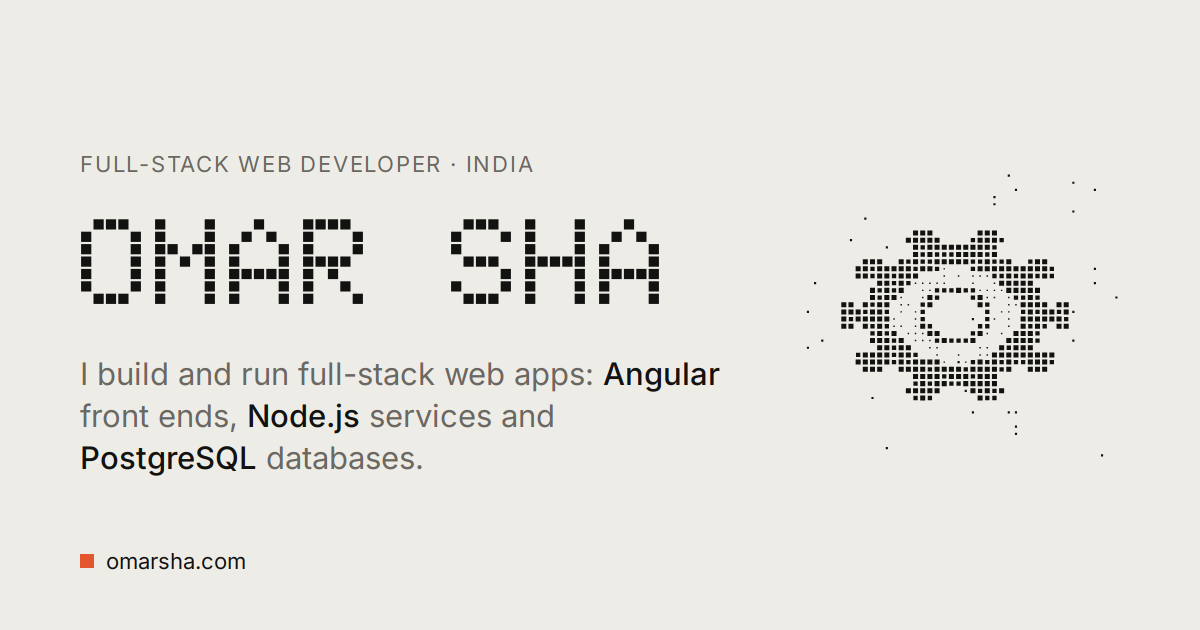 FULL-STACK WEB DEVELOPER · INDIA
OMAR SHA
I build and run full-stack web apps: Angular
front ends, Node.js services and
PostgreSQL databases.
omarsha.com